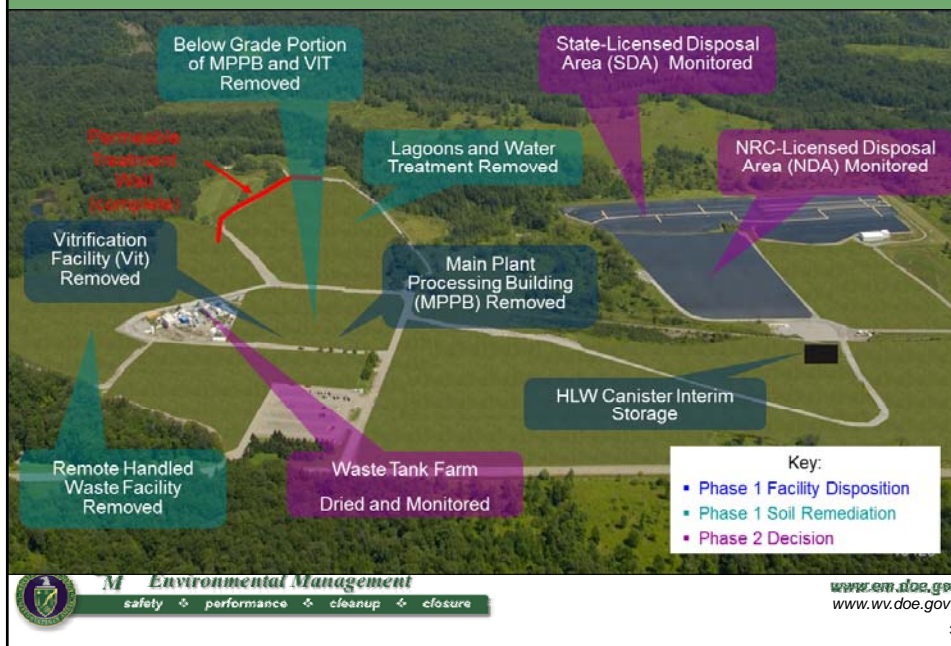 Below Grade Portion
of MPPB and VIT
Removed
State-Licensed Disposal
Area (SDA) Monitored
Permeable
Treatment
Wall
(complete)
Lagoons and Water
Treatment Removed
NRC-Licensed Disposal
Area (NDA) Monitored
Vitrification
Facility (Vit)
Removed
Main Plant
Processing Building
(MPPB) Removed
HLW Canister Interim
Storage
Remote Handled
Waste Facility
Removed
Waste Tank Farm
Dried and Monitored
Key:
▪ Phase 1 Facility Disposition
▪ Phase 1 Soil Remediation
▪ Phase 2 Decision
M Environmental Management
safety ❖ performance ❖ cleanup ❖ closure
www.em.doe.gov
www.wv.doe.gov